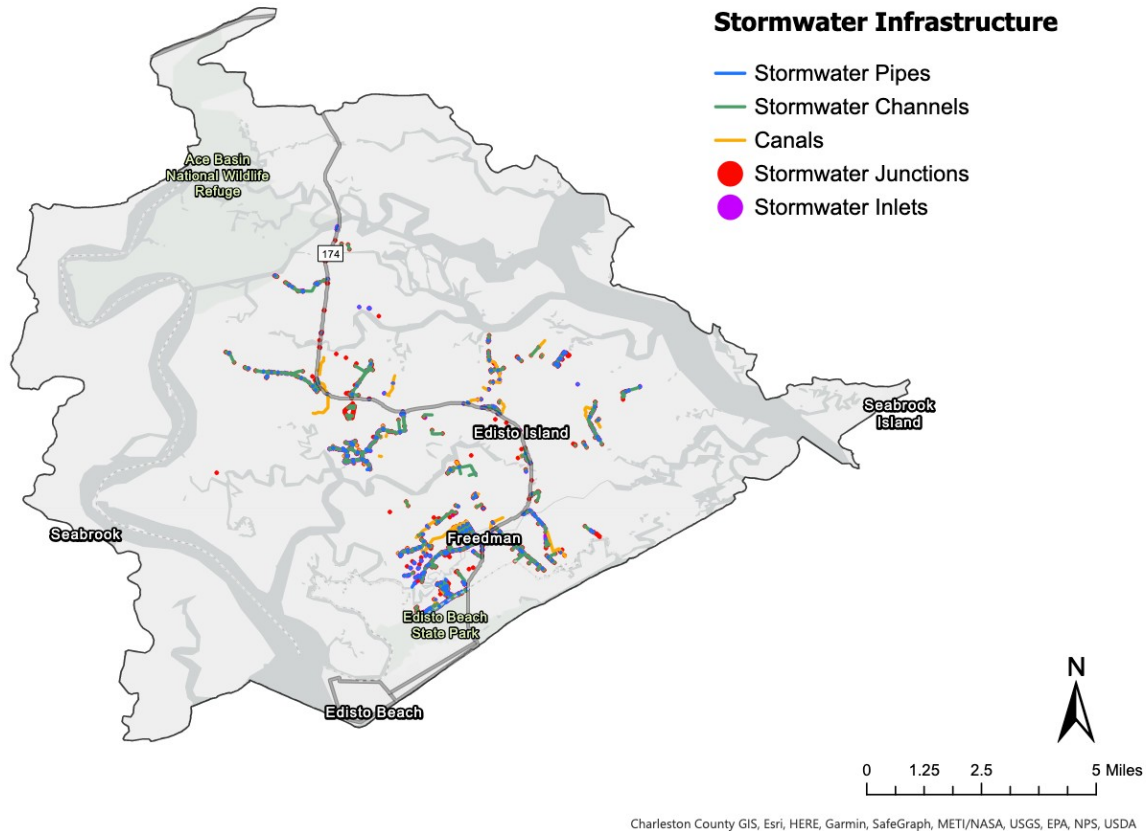 Stormwater Infrastructure
Stormwater Pipes
Stormwater Channels
Canals
Stormwater Junctions
Stormwater Inlets
Ace Basin
National Wildlife
Refuge
174
Seabrook
Island
Edisto Island
Seabrook
Freedman
Edisto Beach
State Park
Edisto Beach
N
0 1.25 2.5 5 Miles
Charleston County GIS, Esri, HERE, Garmin, SafeGraph, METI/NASA, USGS, EPA, NPS, USDA